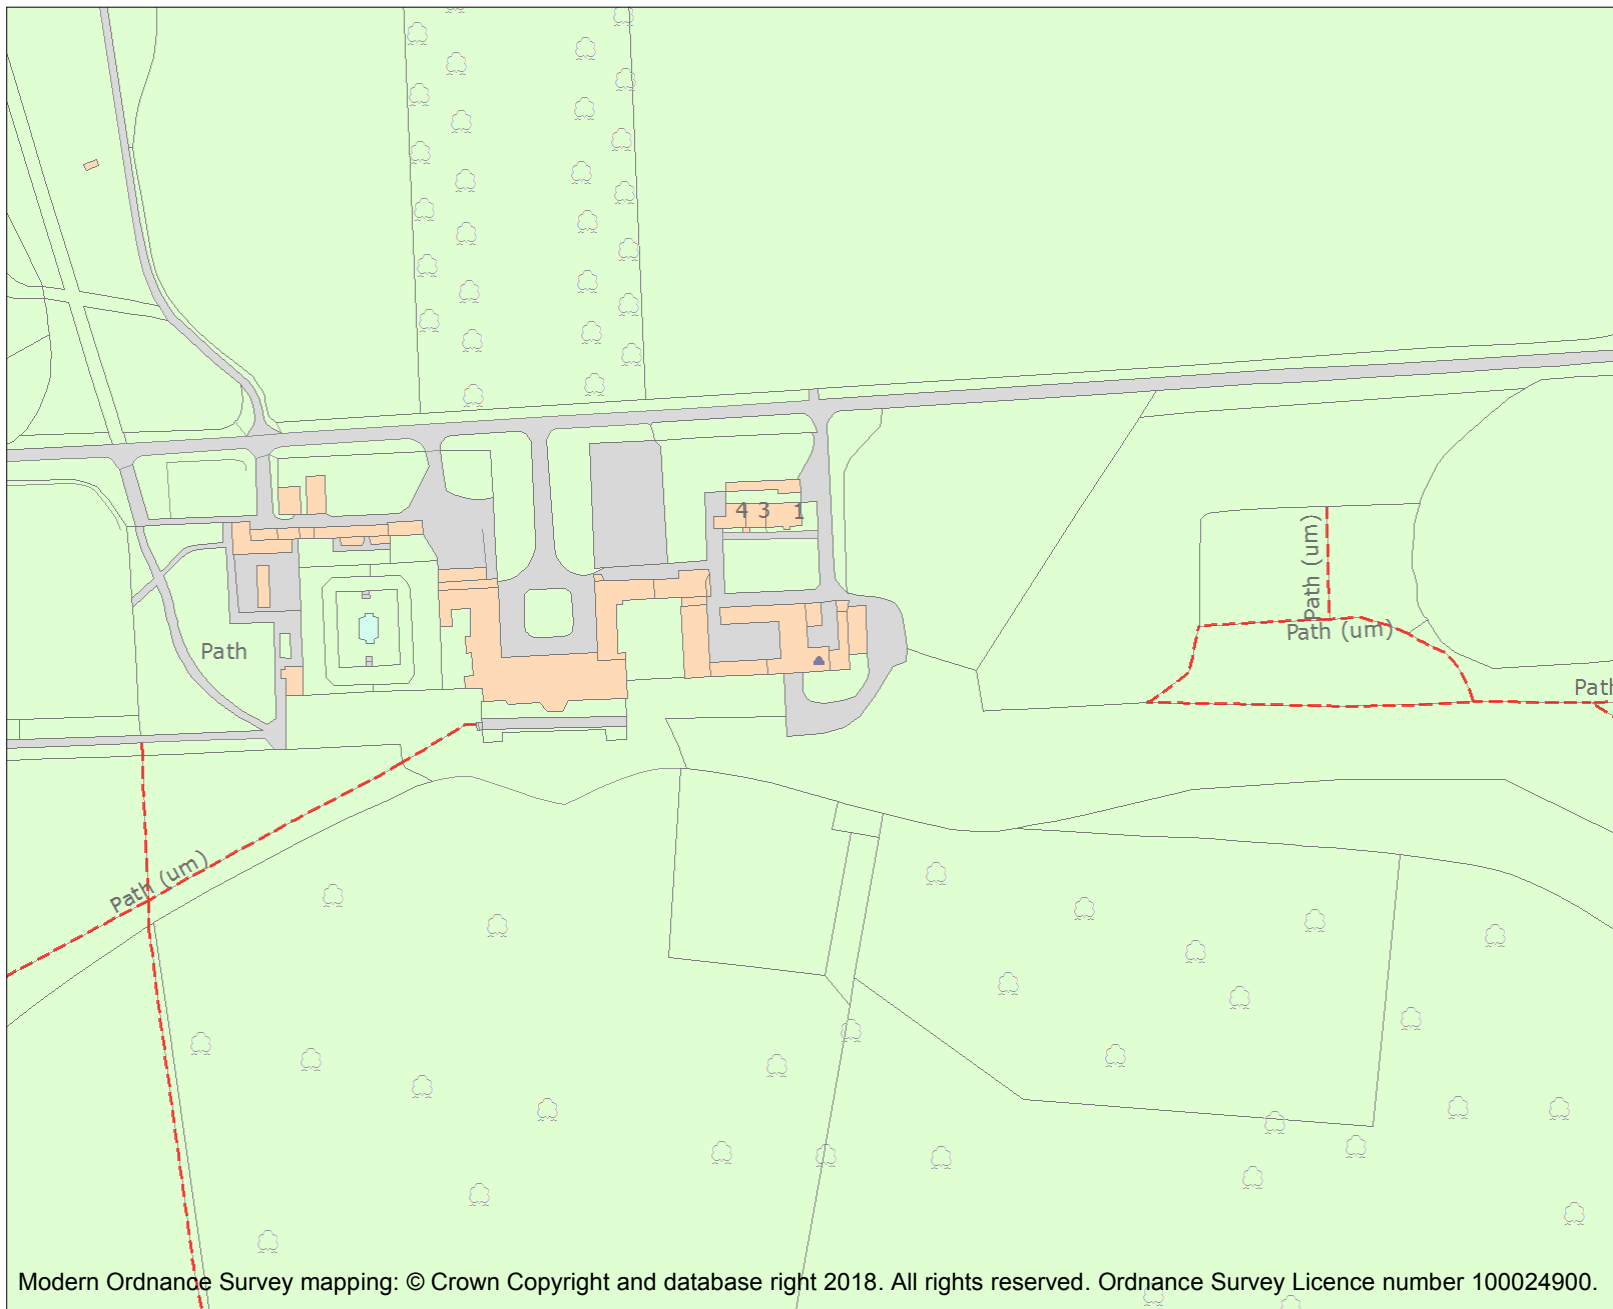 4 3 1
Path (um)
Path (um)
Path
Path
Path (um)
Modern Ordnance Survey mapping: © Crown Copyright and database right 2018. All rights reserved. Ordnance Survey Licence number 100024900.